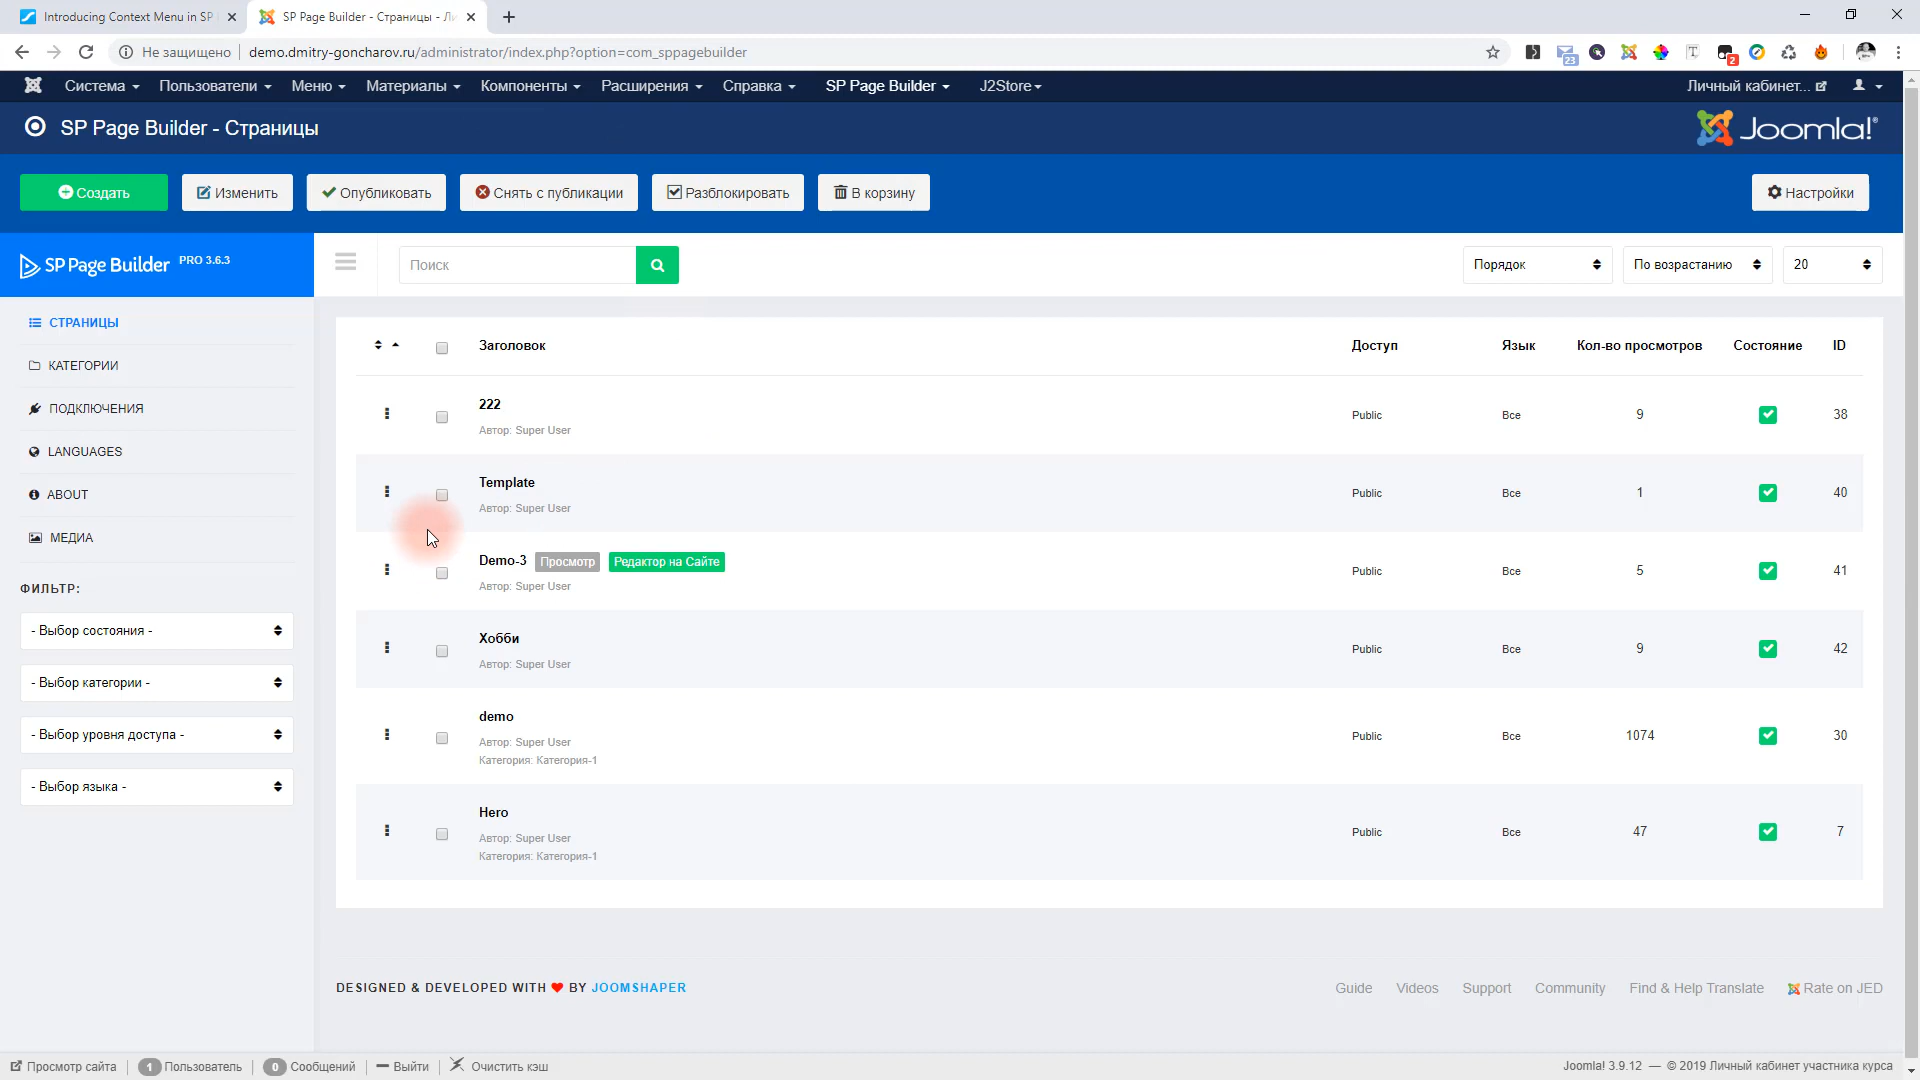 Introducing Context Menu in SP
SP Page Builder - Страницы - Ли
Не защищено
demo.dmitry-goncharov.ru/administrator/index.php?option=com_sppagebuilder
23
2
Система
Пользователи
Меню
Материалы
Компоненты
Расширения
Справка
SP Page Builder
J2Store
Личный кабинет...
SP Page Builder - Страницы
Joomla!®
Создать
Изменить
Опубликовать
Снять с публикации
Разблокировать
В корзину
Настройки
SP Page Builder PRO 3.6.3
Поиск
Порядок
По возрастанию
20
СТРАНИЦЫ
КАТЕГОРИИ
ПОДКЛЮЧЕНИЯ
LANGUAGES
ABOUT
МЕДИА
ФИЛЬТР:
- Выбор состояния -
- Выбор категории -
- Выбор уровня доступа -
- Выбор языка -
Заголовок Доступ Язык Кол-во просмотров Состояние ID
222
Автор: Super User
Public Все 9 38
Template
Автор: Super User
Public Все 1 40
Demo-3 Просмотр Редактор на Сайте
Автор: Super User
Public Все 5 41
Хобби
Автор: Super User
Public Все 9 42
demo
Автор: Super User
Категория: Категория-1
Public Все 1074 30
Hero
Автор: Super User
Категория: Категория-1
Public Все 47 7
DESIGNED & DEVELOPED WITH ❤ BY JOOMSHAPER
Guide Videos Support Community Find & Help Translate Rate on JED
Просмотр сайта 1 Пользователь 0 Сообщений Выйти Очистить кэш
Joomla! 3.9.12 — © 2019 Личный кабинет участника курса